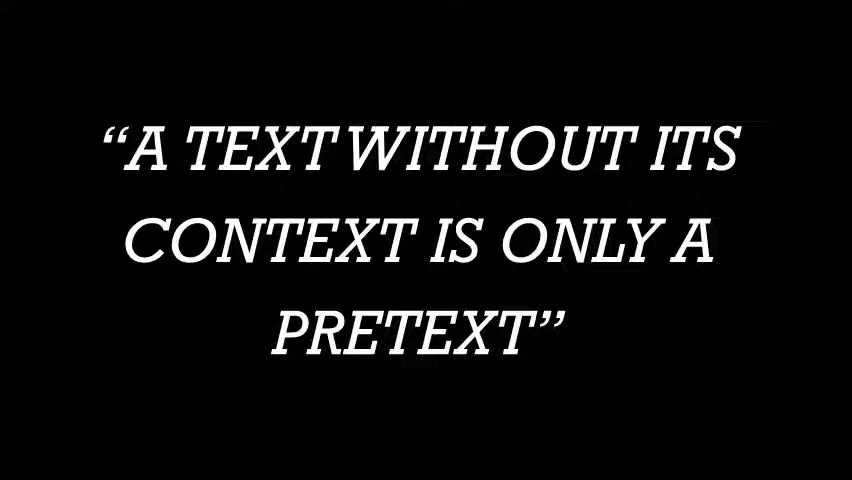 “A TEXT WITHOUT ITS
CONTEXT IS ONLY A
PRETEXT”